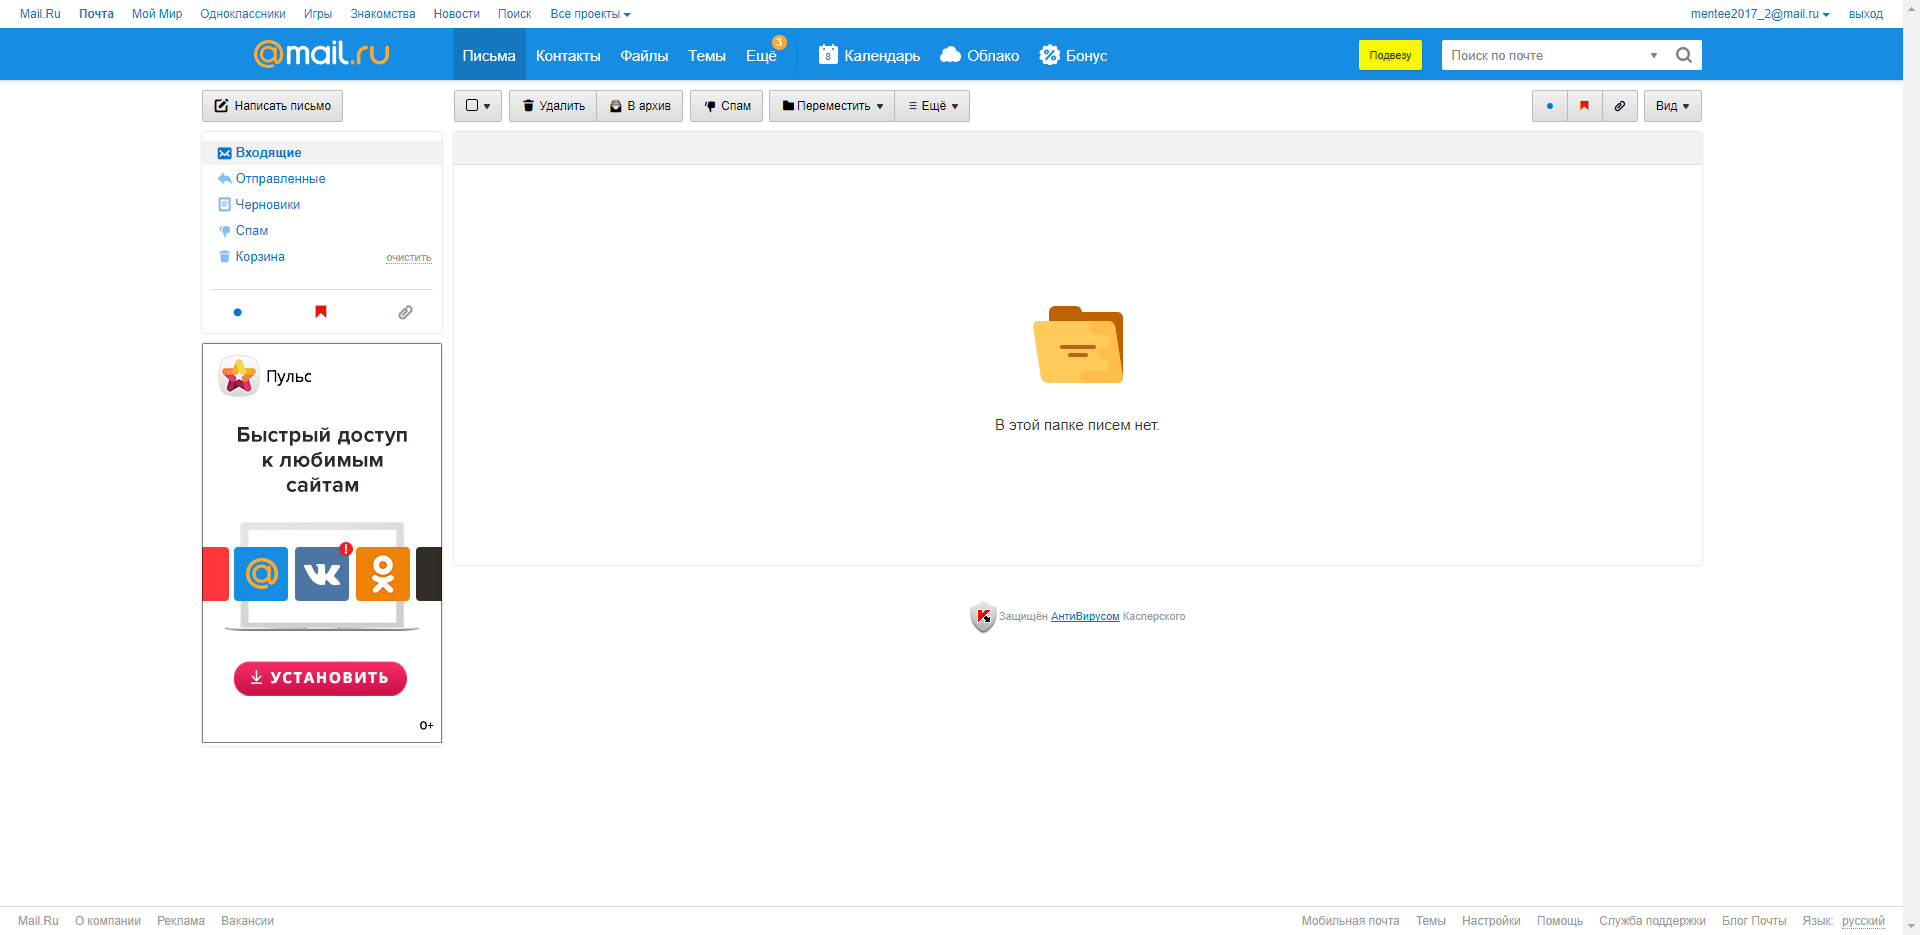 Mail.Ru Почта Мой Мир Одноклассники Игры Знакомства Новости Поиск Все проекты mentee2017_2@mail.ru выход
@mail.ru Письма Контакты Файлы Темы Ещё 3 8 Календарь Облако Бонус Подвезу Поиск по почте
Написать письмо Удалить В архив Спам Переместить Ещё Вид
Входящие
Отправленные
Черновики
Спам
Корзина очистить
Пульс
Быстрый доступ
к любимым
сайтам
УСТАНОВИТЬ
0+
В этой папке писем нет.
Защищён АнтиВирусом Касперского
Mail.Ru О компании Реклама Вакансии Мобильная почта Темы Настройки Помощь Служба поддержки Блог Почты Язык: русский